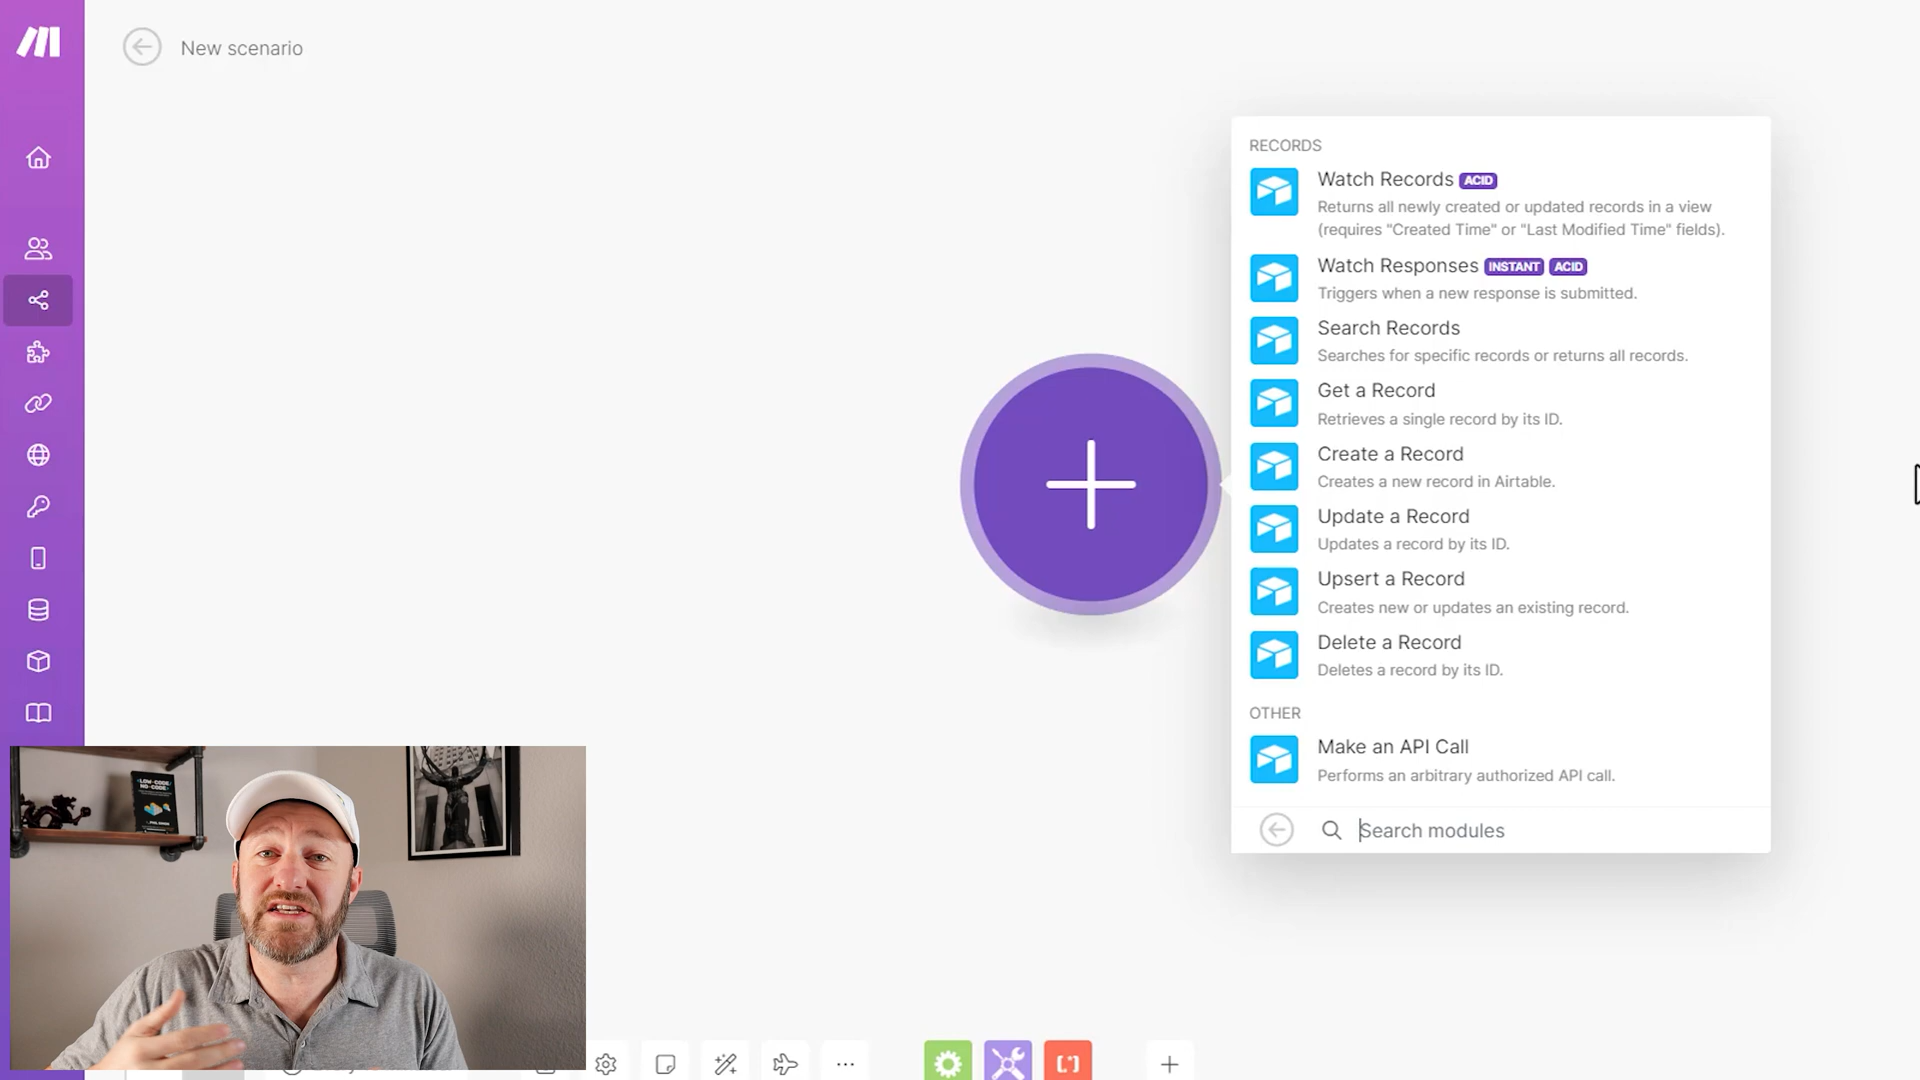 New scenario
RECORDS
Watch Records ACID
Returns all newly created or updated records in a view
(requires "Created Time" or "Last Modified Time" fields).
Watch Responses INSTANT ACID
Triggers when a new response is submitted.
Search Records
Searches for specific records or returns all records.
Get a Record
Retrieves a single record by its ID.
Create a Record
Creates a new record in Airtable.
Update a Record
Updates a record by its ID.
Upsert a Record
Creates new or updates an existing record.
Delete a Record
Deletes a record by its ID.
OTHER
Make an API Call
Performs an arbitrary authorized API call.
Search modules
LOW-CODE
NO-CODE